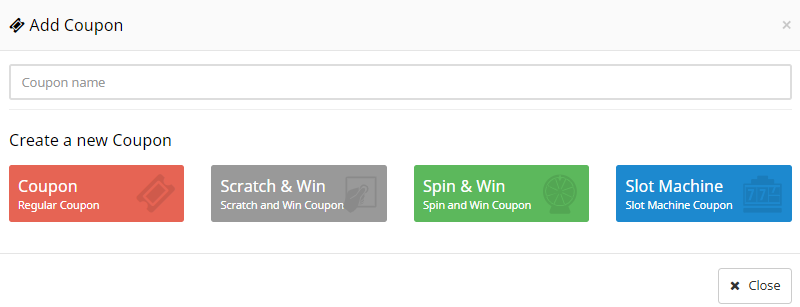 Add Coupon
×
Coupon name
Create a new Coupon
Coupon
Regular Coupon
Scratch & Win
Scratch and Win Coupon
Spin & Win
Spin and Win Coupon
Slot Machine
Slot Machine Coupon
Close